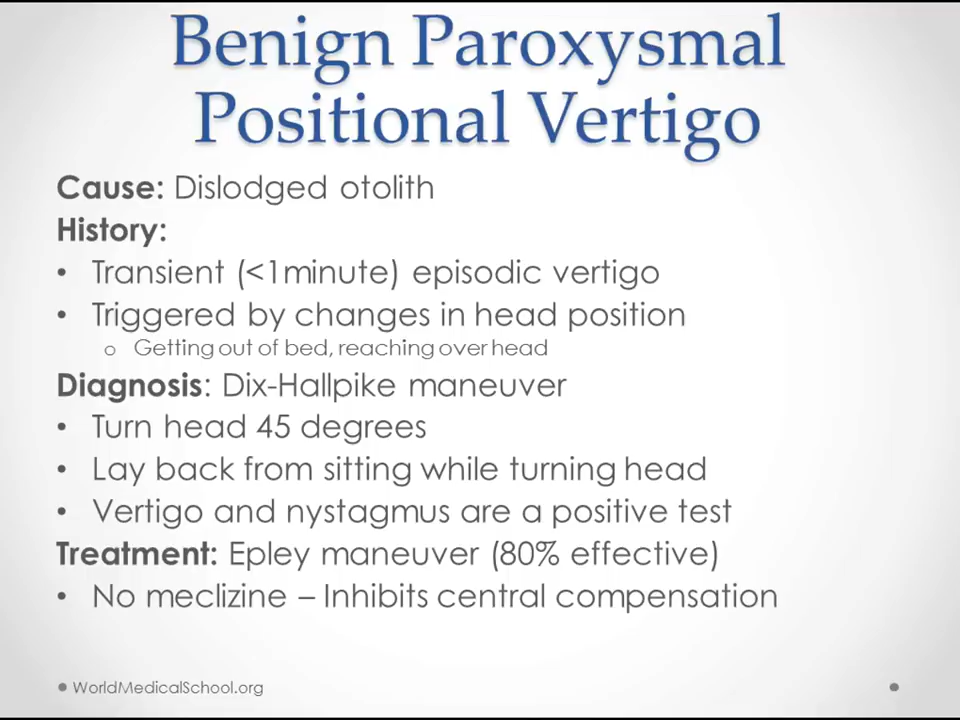 Benign Paroxysmal
Positional Vertigo
Cause: Dislodged otolith
History:
• Transient (<1minute) episodic vertigo
• Triggered by changes in head position
o Getting out of bed, reaching over head
Diagnosis: Dix-Hallpike maneuver
• Turn head 45 degrees
• Lay back from sitting while turning head
• Vertigo and nystagmus are a positive test
Treatment: Epley maneuver (80% effective)
• No meclizine – Inhibits central compensation
• WorldMedicalSchool.org